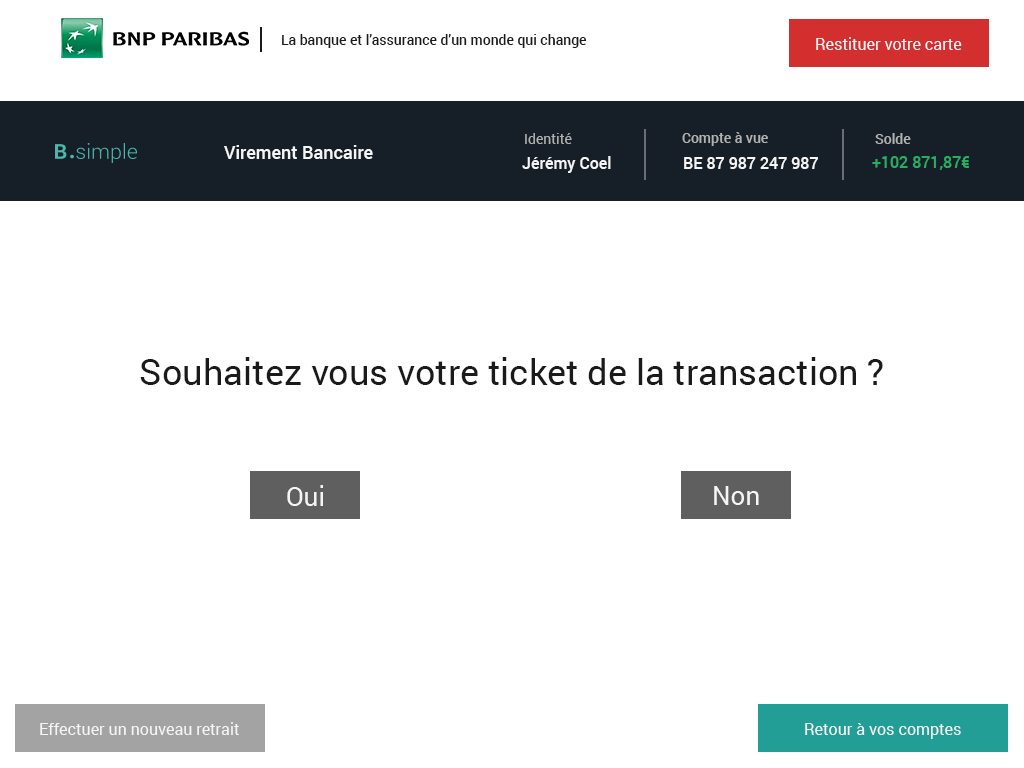 BNP PARIBAS
La banque et l'assurance d'un monde qui change
Restituer votre carte
B.simple
Virement Bancaire
Identité
Jérémy Coel
Compte à vue
BE 87 987 247 987
Solde
+102 871,87€
Souhaitez vous votre ticket de la transaction ?
Oui
Non
Effectuer un nouveau retrait
Retour à vos comptes